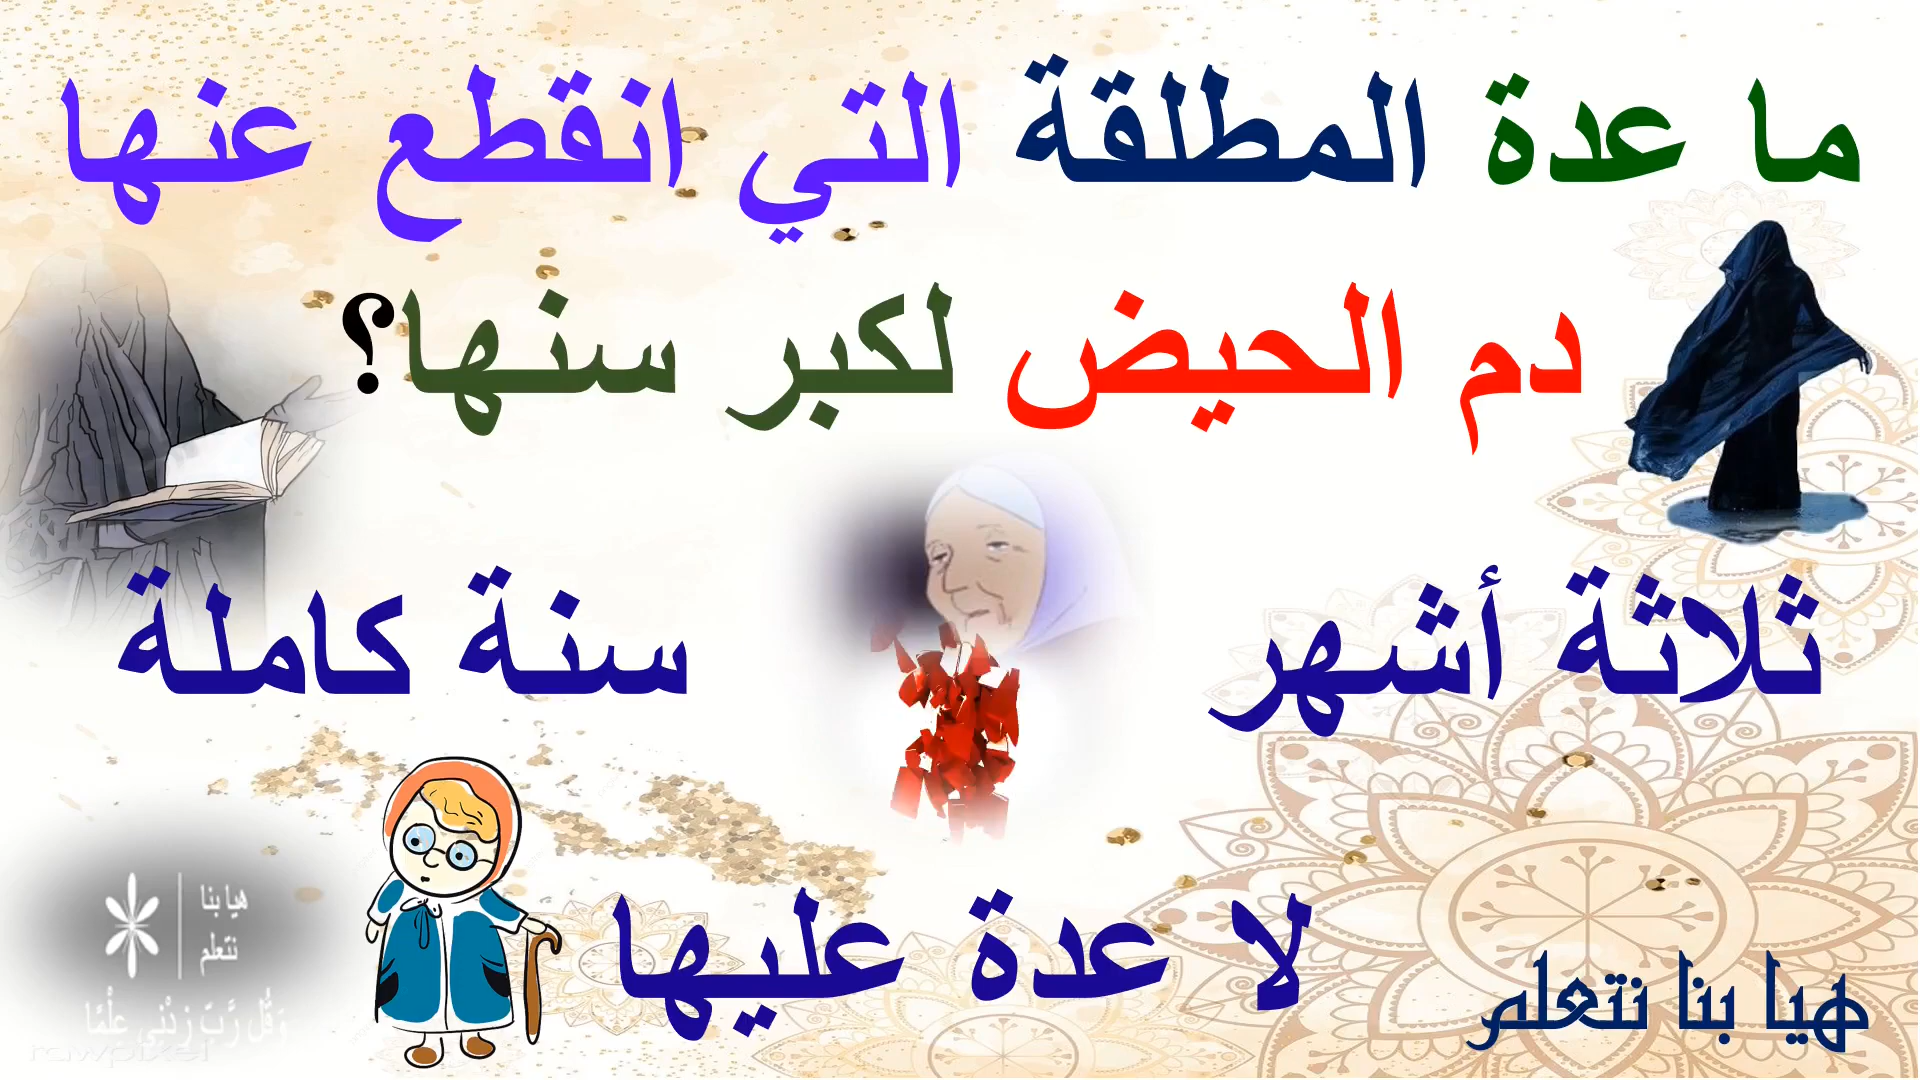 ما عدة المطلقة التي انقطع عنها
دم الحيض لكبر سنها؟
ثلاثة أشهر
سنة كاملة
لا عدة عليها
هيا بنا نتعلم
هيا بنا
نتعلم
وَقُل رَّبِّ زِدْنِي عِلْمًا
rawpixel